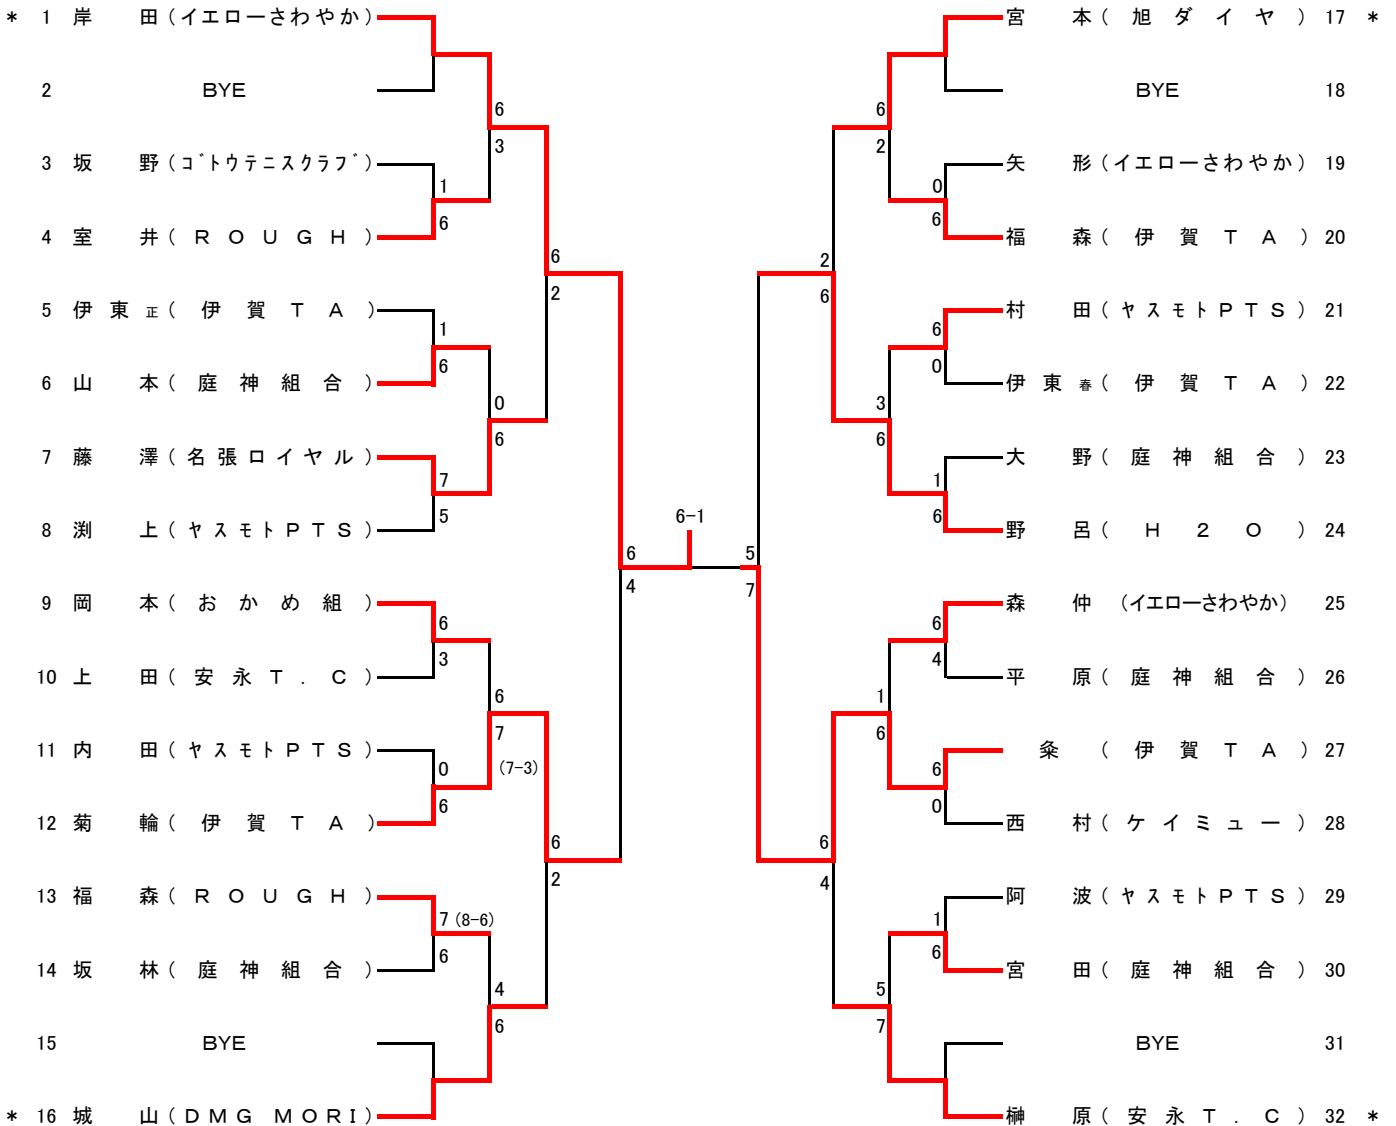 * 1 岸 田(イエローさわやか)
2 BYE
3 坂 野(ゴトウテニスクラブ)
4 室 井(ROUGH)
5 伊東正(伊賀TA)
6 山 本(庭神組合)
7 藤 澤(名張ロイヤル)
8 渕 上(ヤスモトPTS)
9 岡 本(おかめ組)
10 上 田(安永T.C)
11 内 田(ヤスモトPTS)
12 菊 輪(伊賀TA)
13 福 森(ROUGH)
14 坂 林(庭神組合)
15 BYE
* 16 城 山(DMG MORI)
1
6
1
6
7
5
6
3
0
6
7(8-6)
6
6
3
0
6
6
7
(7-3)
4
6
6
2
6
2
6
4
6-1
5
7
2
6
6
4
6
2
3
6
1
6
5
7
0
6
6
0
1
6
6
4
6
0
1
6
宮 本(旭ダイヤ) 17 *
BYE 18
矢 形(イエローさわやか) 19
福 森(伊賀TA) 20
村 田(ヤスモトPTS) 21
伊東春(伊賀TA) 22
大 野(庭神組合) 23
野 呂(H2O) 24
森 仲 (イエローさわやか) 25
平 原(庭神組合) 26
粂 (伊賀TA) 27
西 村(ケイミュー) 28
阿 波(ヤスモトPTS) 29
宮 田(庭神組合) 30
BYE 31
榊 原(安永T.C) 32 *